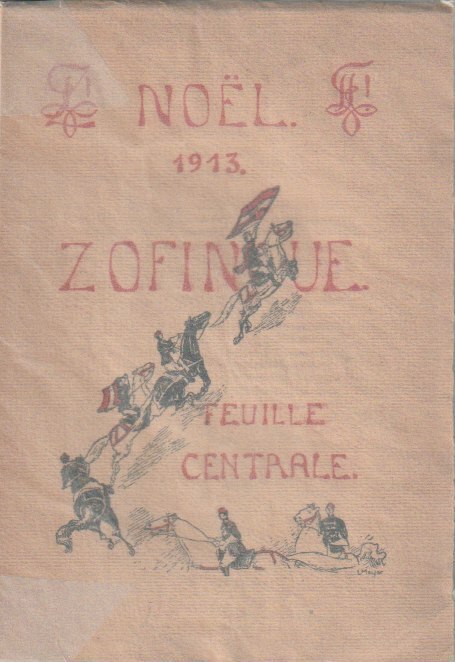 NOËL.
1913.
ZOFINGUE.
FEUILLE
CENTRALE.